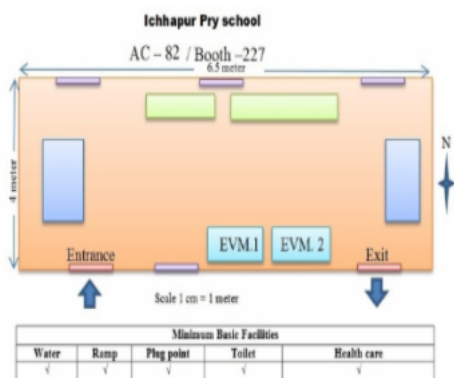 Ichhapur Pry school
AC – 82 / Booth –227
6.5 meter
4 meter
N
EVM.1 EVM. 2
Entrance Exit
Scale 1 cm = 1 meter
Minimum Basic Facilities
Water Ramp Plug point Toilet Health care
√ √ √ √ √